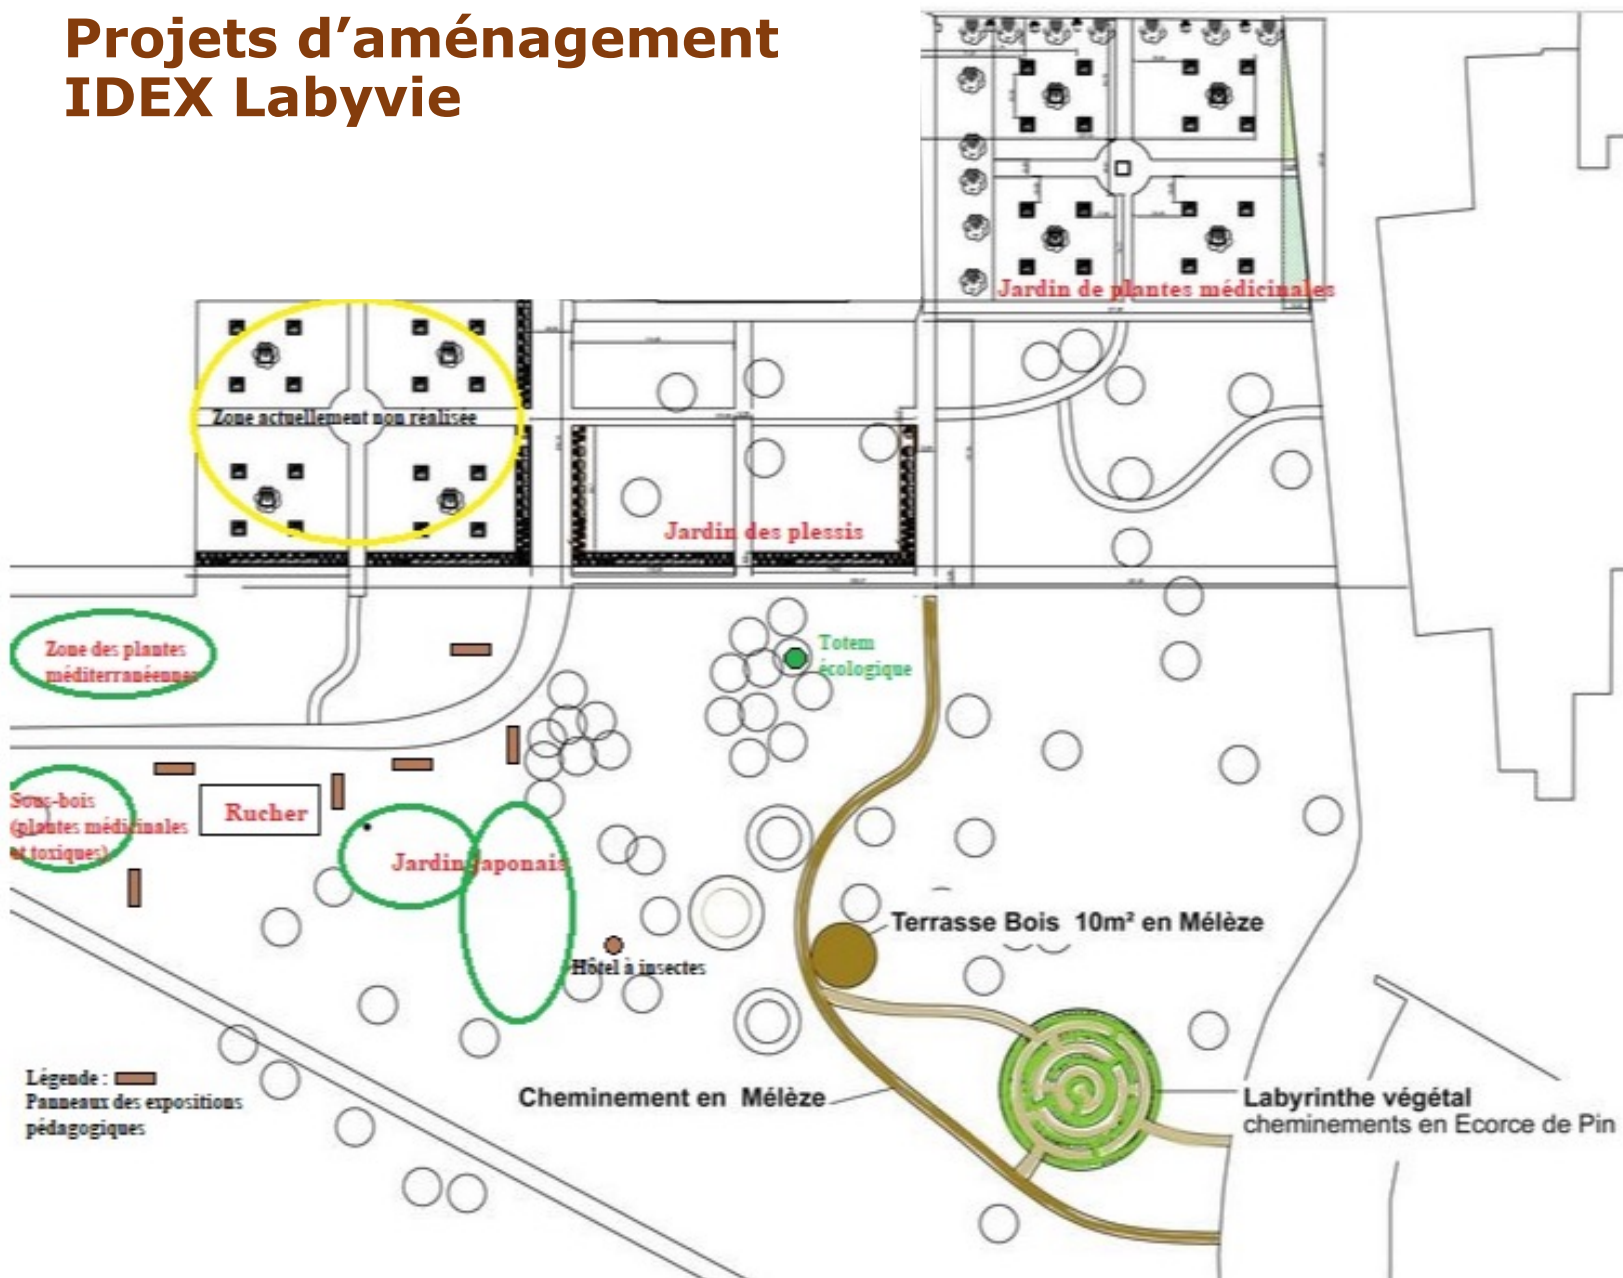 Projets d’aménagement
IDEX Labyvie
Jardin de plantes médicinales
Zone actuellement non réalisée
Jardin des plessis
Zone des plantes
méditerranéennes
Totem
écologique
Sous-bois
(plantes médicinales
et toxiques)
Rucher
Jardin japonais
Terrasse Bois 10m² en Mélèze
Hôtel à insectes
Légende :
Panneaux des expositions
pédagogiques
Cheminement en Mélèze
Labyrinthe végétal
cheminements en Ecorce de Pin